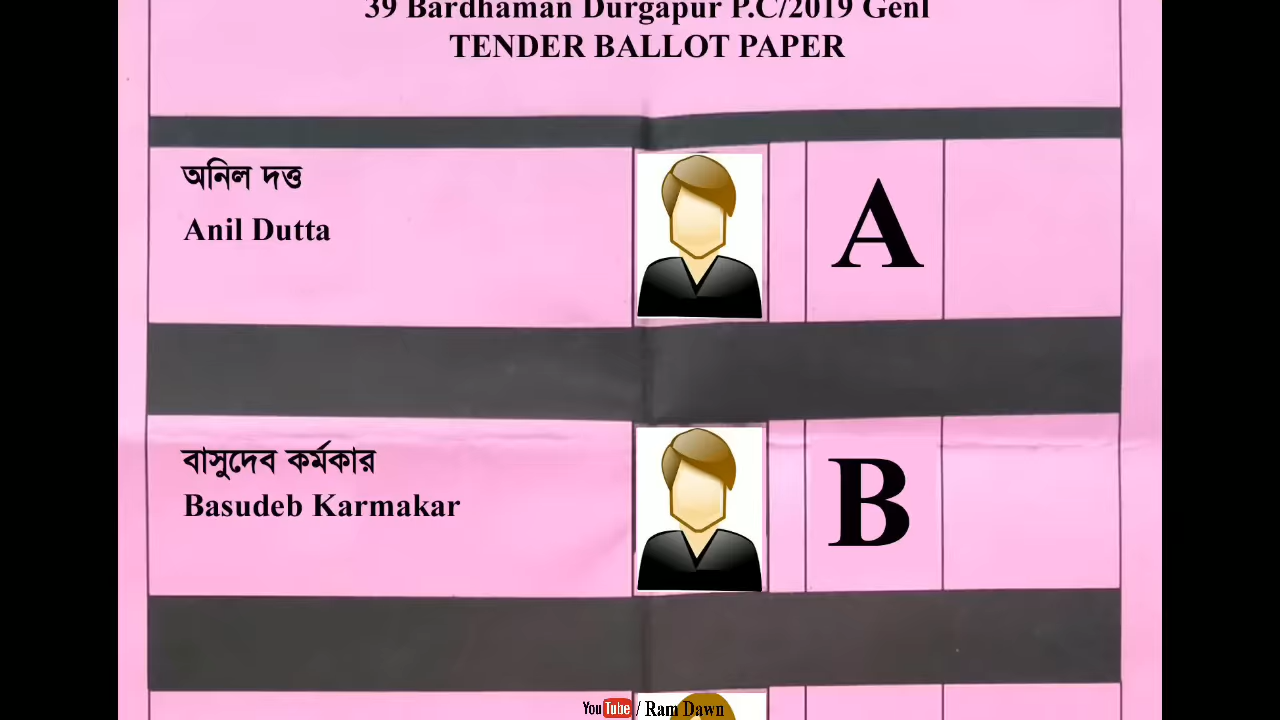 39 Bardhaman Durgapur P.C/2019 Genl
TENDER BALLOT PAPER
অনিল দত্ত
Anil Dutta
A
বাসুদেব কর্মকার
Basudeb Karmakar
B
YouTube / Ram Dawn